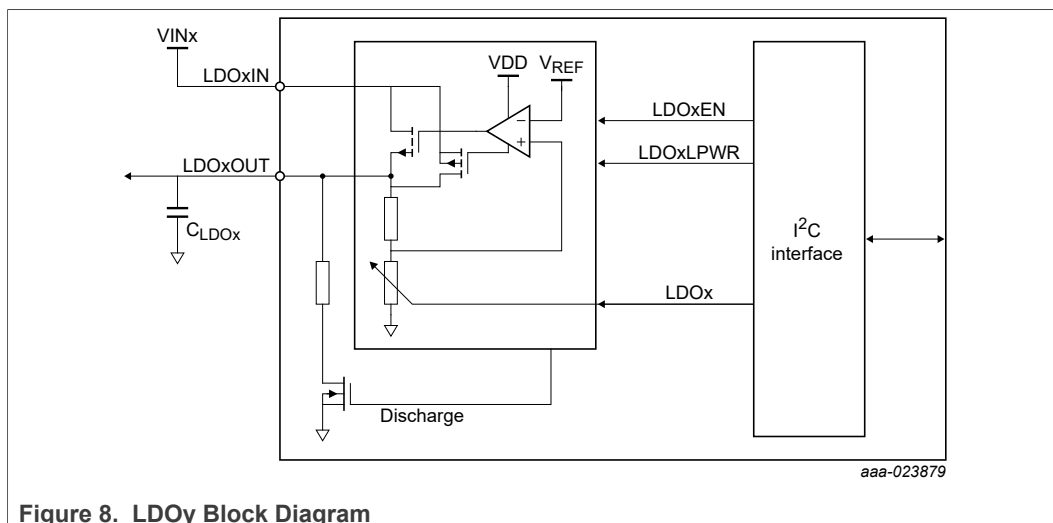 VINx
LDOxIN
VDD
VREF
−
+
LDOxEN
LDOxLPWR
LDOxOUT
CLDOx
I2C
interface
LDOx
Discharge
aaa-023879
Figure 8. LDOy Block Diagram